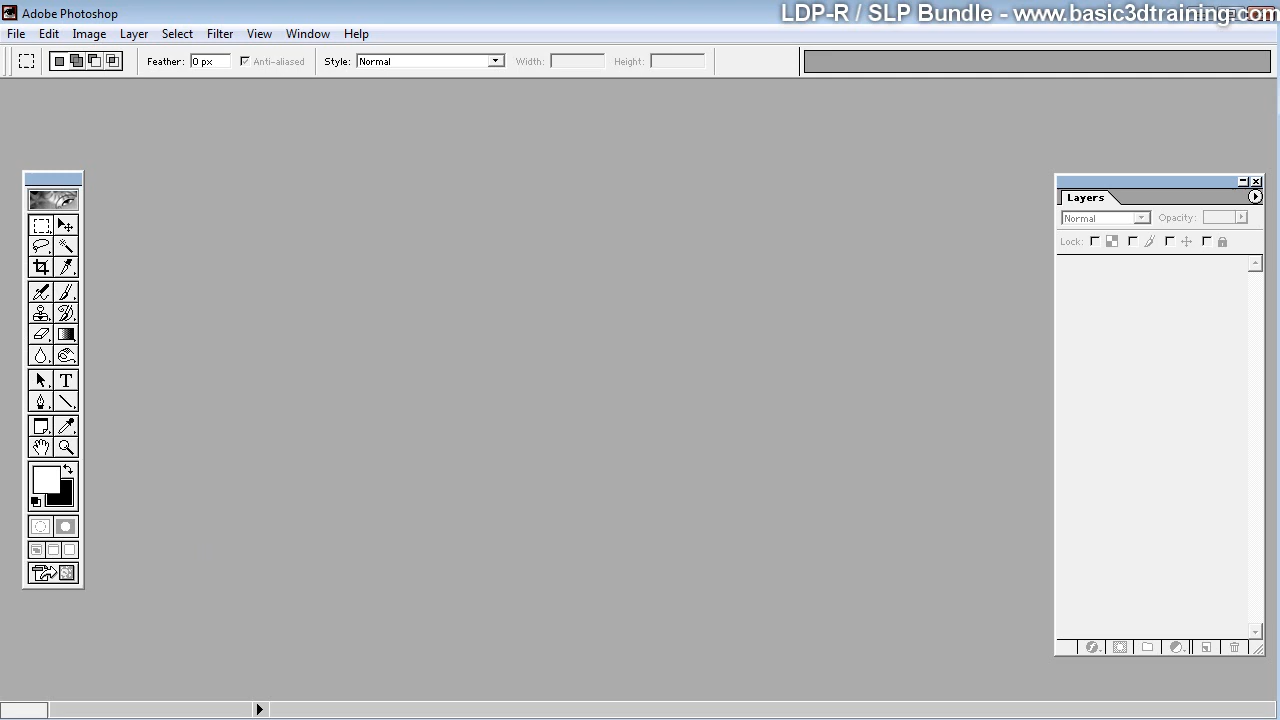 Adobe Photoshop
LDP-R / SLP Bundle - www.basic3dtraining.com
File Edit Image Layer Select Filter View Window Help
Feather: 0 px Anti-aliased Style: Normal Width: Height:
Layers
Normal Opacity:
Lock:
T